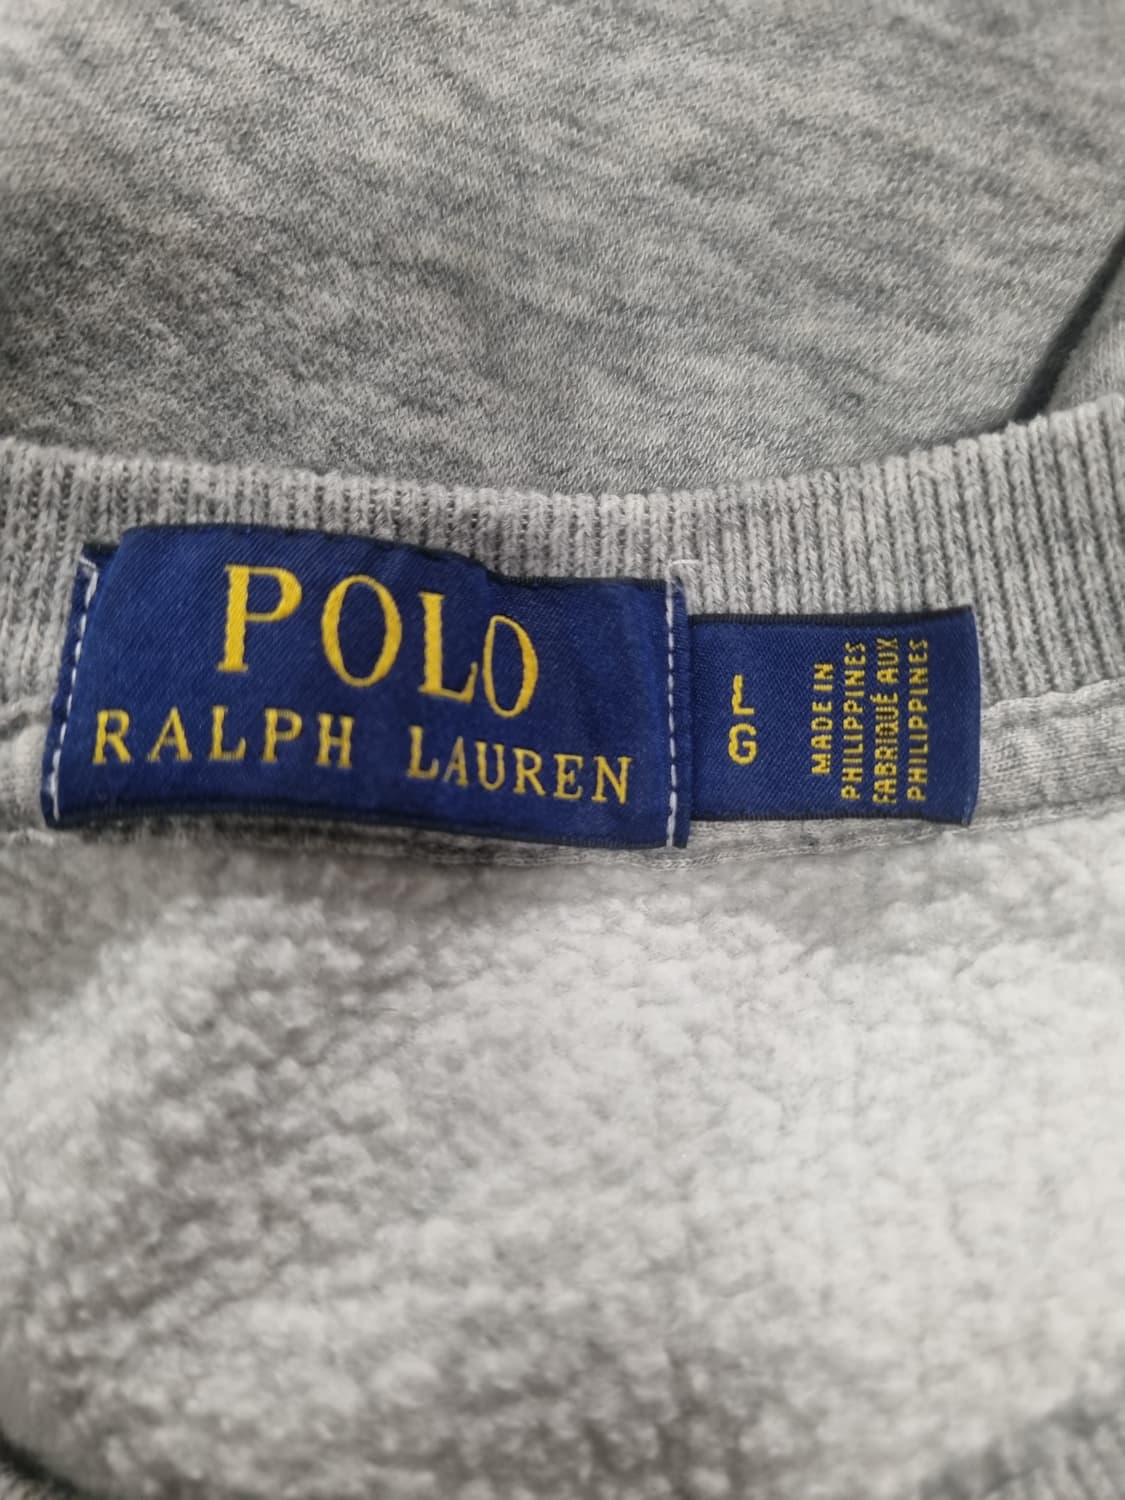 POLO
RALPH LAUREN
L
G
MADE IN
PHILIPPINES
FABRIQUÉ AUX
PHILIPPINES